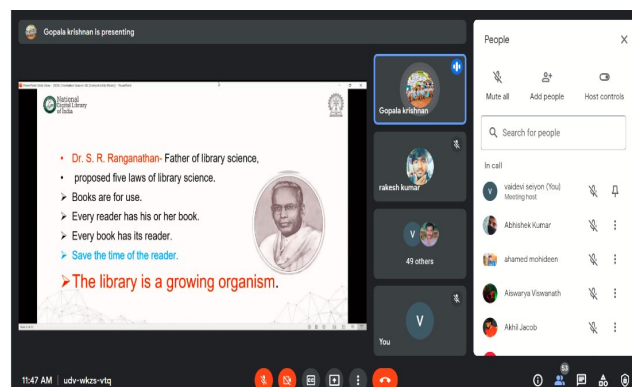 Gopala krishnan is presenting
National
Digital Library
of India
• Dr. S. R. Ranganathan- Father of library science,
• proposed five laws of library science.
➢ Books are for use.
➢ Every reader has his or her book.
➢ Every book has its reader.
➢ Save the time of the reader.
➢The library is a growing organism.
Gopala krishnan
rakesh kumar
V
49 others
V
You
People
Mute all
Add people
Host controls
Search for people
In call
V
vaidevi seiyon (You)
Meeting host
Abhishek Kumar
ahamed mohideen
Aiswarya Viswanath
Akhil Jacob
11:47 AM | udv-wkzs-vtq
53